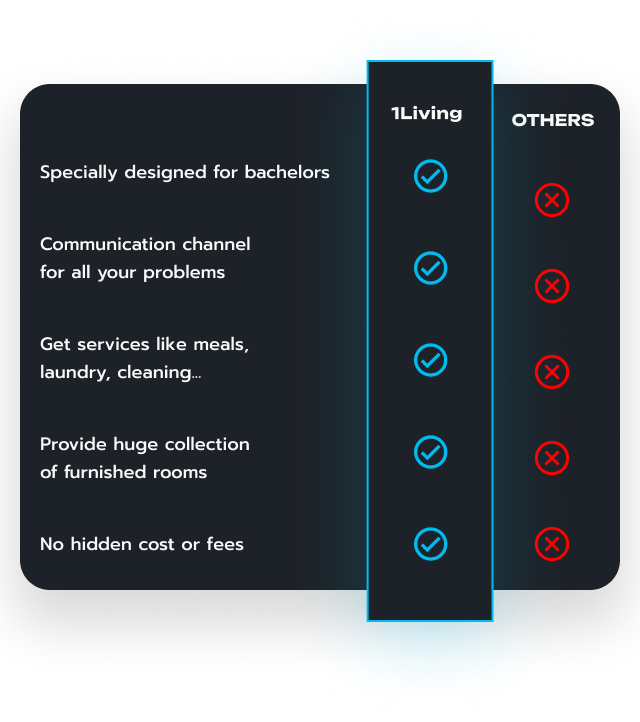 1Living
OTHERS
Specially designed for bachelors
Communication channel
for all your problems
Get services like meals,
laundry, cleaning...
Provide huge collection
of furnished rooms
No hidden cost or fees